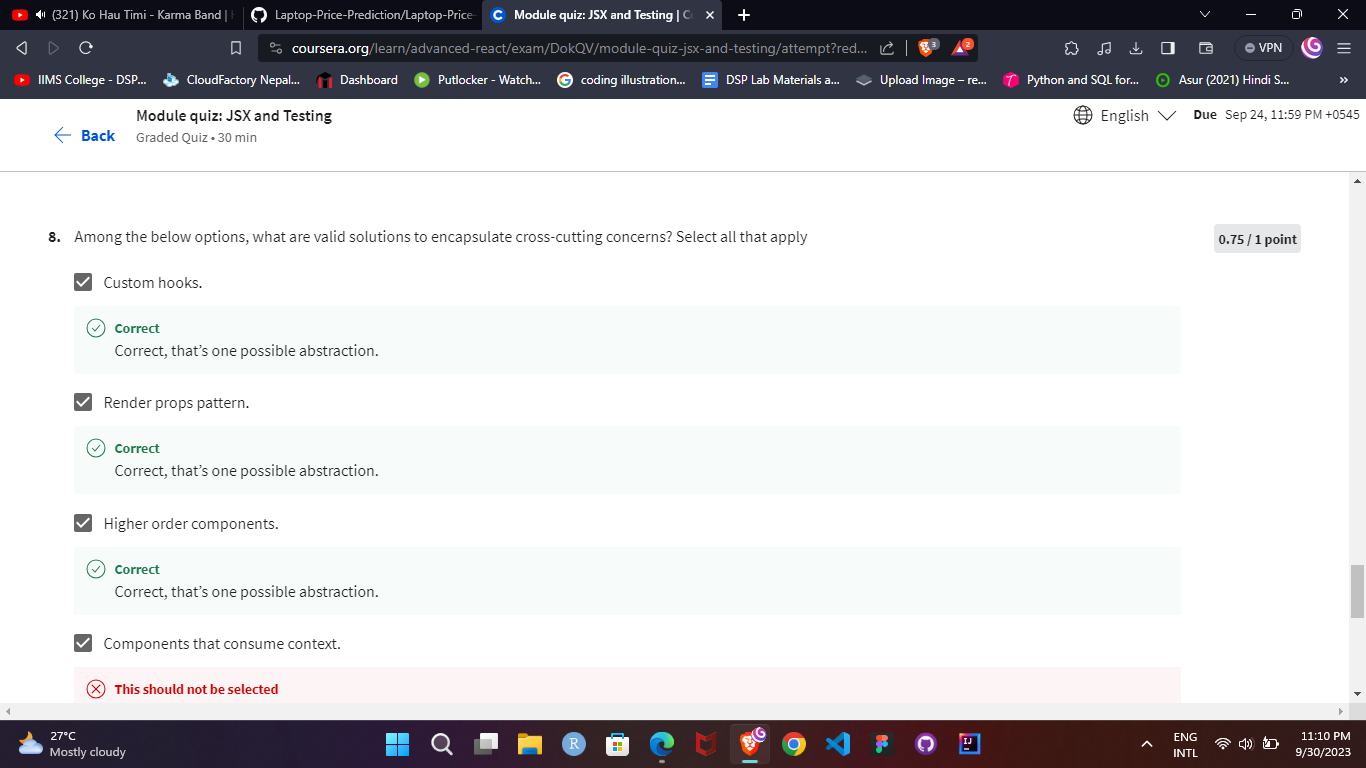 (321) Ko Hau Timi - Karma Band |
Laptop-Price-Prediction/Laptop-Price-
Module quiz: JSX and Testing | Co
coursera.org/learn/advanced-react/exam/DokQV/module-quiz-jsx-and-testing/attempt?red...
3
2
VPN
IIMS College - DSP...
CloudFactory Nepal...
Dashboard
Putlocker - Watch...
coding illustration...
DSP Lab Materials a...
Upload Image – re...
Python and SQL for...
Asur (2021) Hindi S...
»
Back
Module quiz: JSX and Testing
Graded Quiz • 30 min
English
Due Sep 24, 11:59 PM +0545
8. Among the below options, what are valid solutions to encapsulate cross-cutting concerns? Select all that apply
0.75 / 1 point
Custom hooks.
Correct
Correct, that’s one possible abstraction.
Render props pattern.
Correct
Correct, that’s one possible abstraction.
Higher order components.
Correct
Correct, that’s one possible abstraction.
Components that consume context.
This should not be selected
27°C
Mostly cloudy
ENG
INTL
11:10 PM
9/30/2023